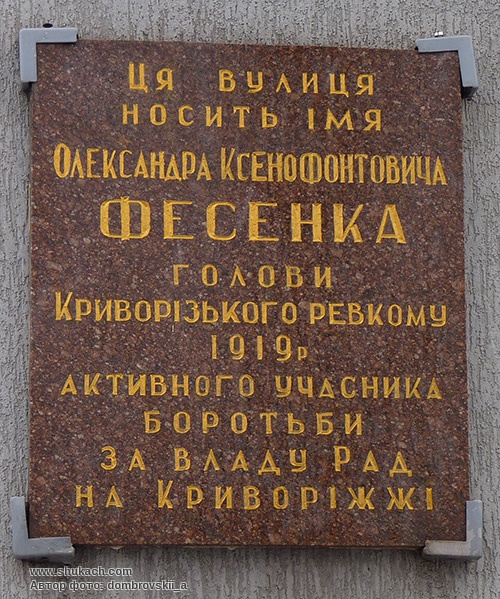 Ця вулиця
носить імя
Олександра Ксенофонтовича
Фесенка
голови
Криворізького ревкому
1919р
активного учасника
боротьби
за владу Рад
на Криворіжжі
www.shukach.com
Автор фото: dombrovskii_a